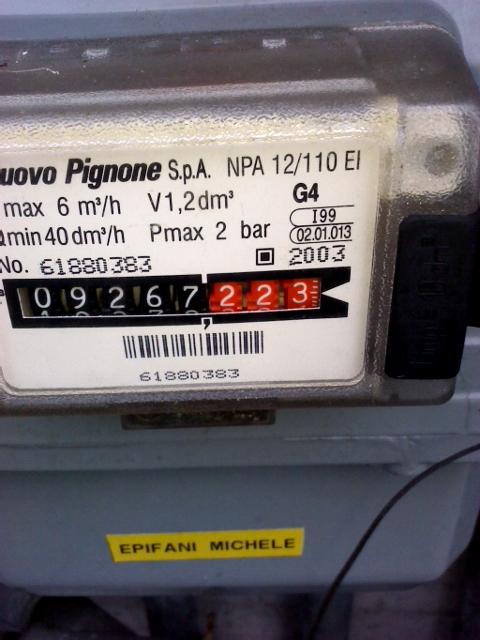 uovo Pignone S.p.A. NPA 12/110 EI
max 6 m³/h V1,2dm³ G4
I99
Qmin 40 dm³/h Pmax 2 bar 02.01.013
No. 61880383 2003
09267223
61880383
EPIFANI MICHELE